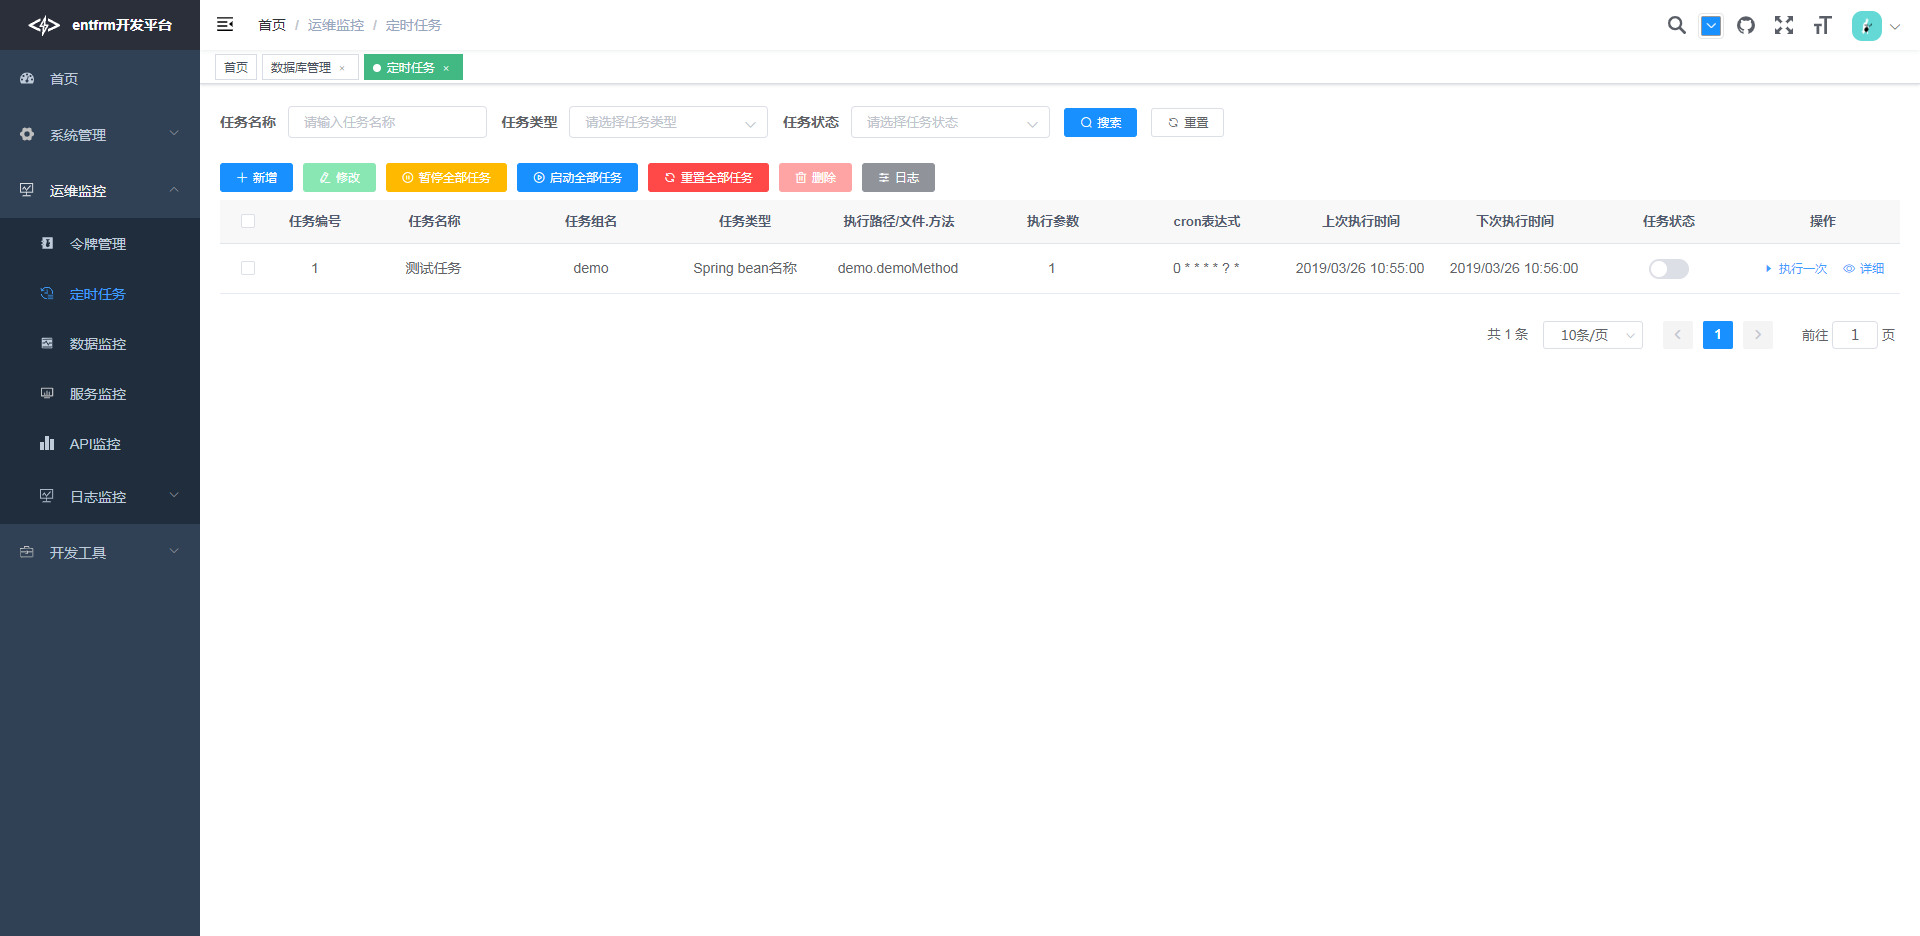 entfrm开发平台
首页 / 运维监控 / 定时任务
首页
数据库管理 ×
定时任务 ×
首页
系统管理
运维监控
令牌管理
定时任务
数据监控
服务监控
API监控
日志监控
开发工具
任务名称 请输入任务名称 任务类型 请选择任务类型 任务状态 请选择任务状态 搜索 重置
新增 修改 暂停全部任务 启动全部任务 重置全部任务 删除 日志
任务编号 任务名称 任务组名 任务类型 执行路径/文件.方法 执行参数 cron表达式 上次执行时间 下次执行时间 任务状态 操作
1 测试任务 demo Spring bean名称 demo.demoMethod 1 0 * * * * ? * 2019/03/26 10:55:00 2019/03/26 10:56:00 执行一次 详细
共 1 条 10条/页 1 前往 1 页